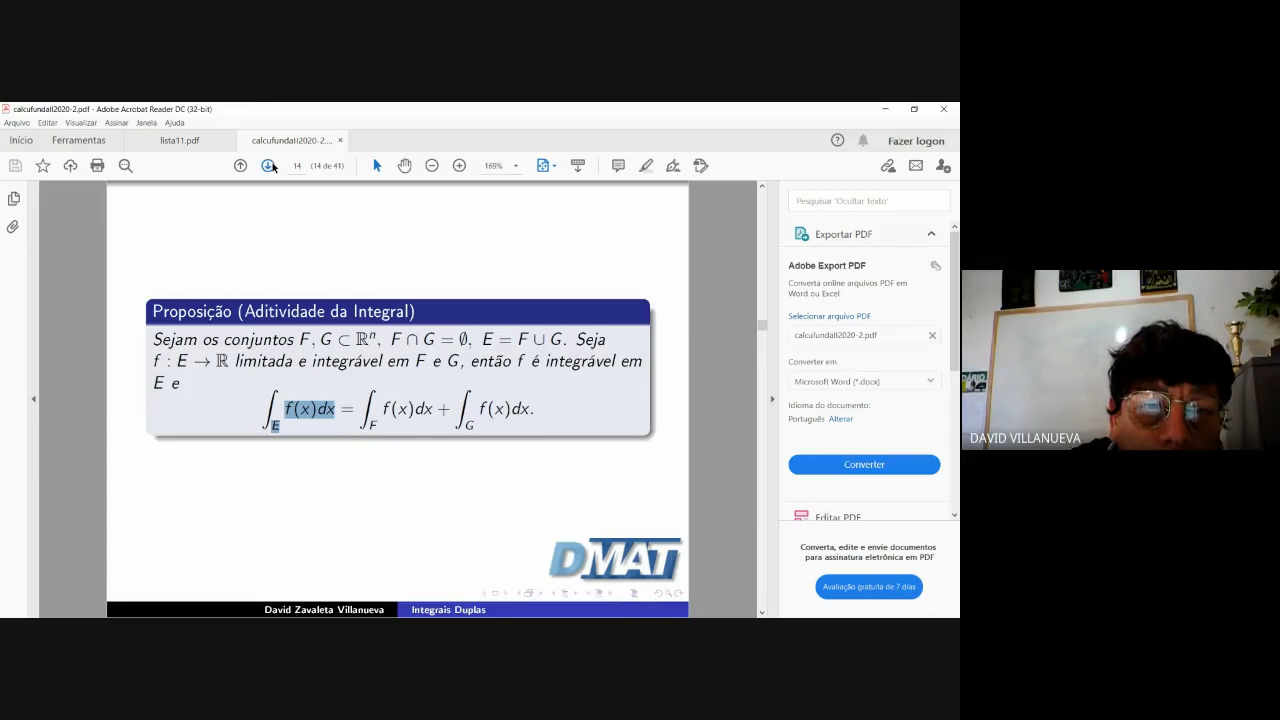 calcufundaII2020-2.pdf - Adobe Acrobat Reader DC (32-bit)
Arquivo Editar Visualizar Assinar Janela Ajuda
Início Ferramentas lista11.pdf calcufundaII2020-2.... × Fazer logon
14 (14 de 41) 169%
Pesquisar 'Ocultar texto'
Exportar PDF
Adobe Export PDF
Converta online arquivos PDF em
Word ou Excel
Selecionar arquivo PDF
calcufundaII2020-2.pdf
Converter em
Microsoft Word (*.docx)
Idioma do documento:
Português Alterar
Converter
Editar PDF
Converta, edite e envie documentos
para assinatura eletrônica em PDF
Avaliação gratuita de 7 dias
Proposição (Aditividade da Integral)
Sejam os conjuntos F, G ⊂ ℝⁿ, F ∩ G = ∅, E = F ∪ G. Seja
f : E → ℝ limitada e integrável em F e G, então f é integrável em
E e
∫_E f(x)dx = ∫_F f(x)dx + ∫_G f(x)dx.
DMAT
David Zavaleta Villanueva Integrais Duplas
DAVID VILLANUEVA